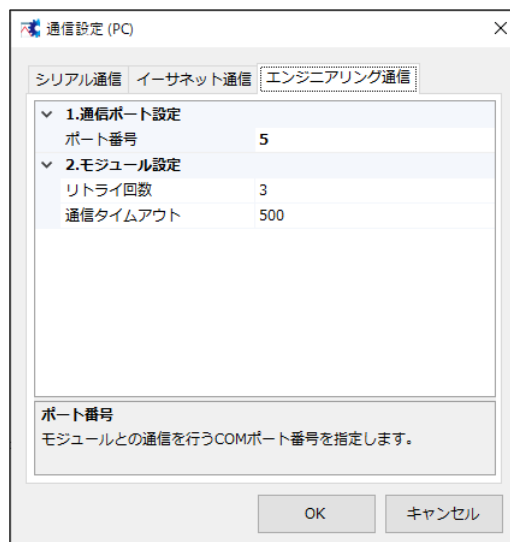 通信設定 (PC)
シリアル通信 イーサネット通信 エンジニアリング通信
1.通信ポート設定
ポート番号 5
2.モジュール設定
リトライ回数 3
通信タイムアウト 500
ポート番号
モジュールとの通信を行うCOMポート番号を指定します。
OK キャンセル